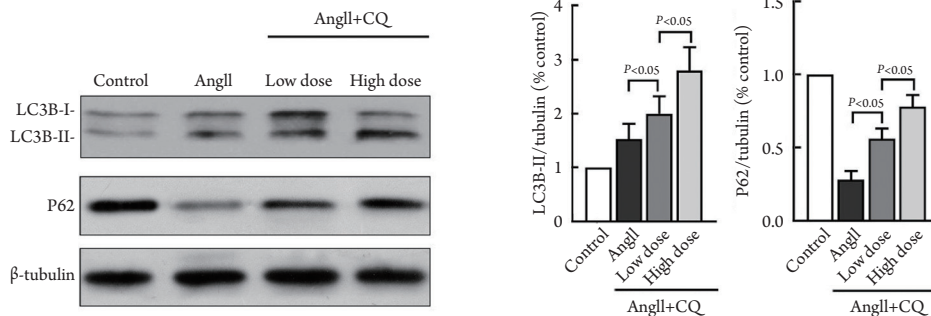 AngII+CQ
Control AngII Low dose High dose
LC3B-I-
LC3B-II-
P62
β-tubulin
LC3B-II/tubulin (% control)
4
3
2
1
0
P<0.05
P<0.05
Control
AngII
Low dose
High dose
AngII+CQ
P62/tubulin (% control)
1.5
1.0
0.5
0.0
P<0.05
P<0.05
Control
AngII
Low dose
High dose
AngII+CQ